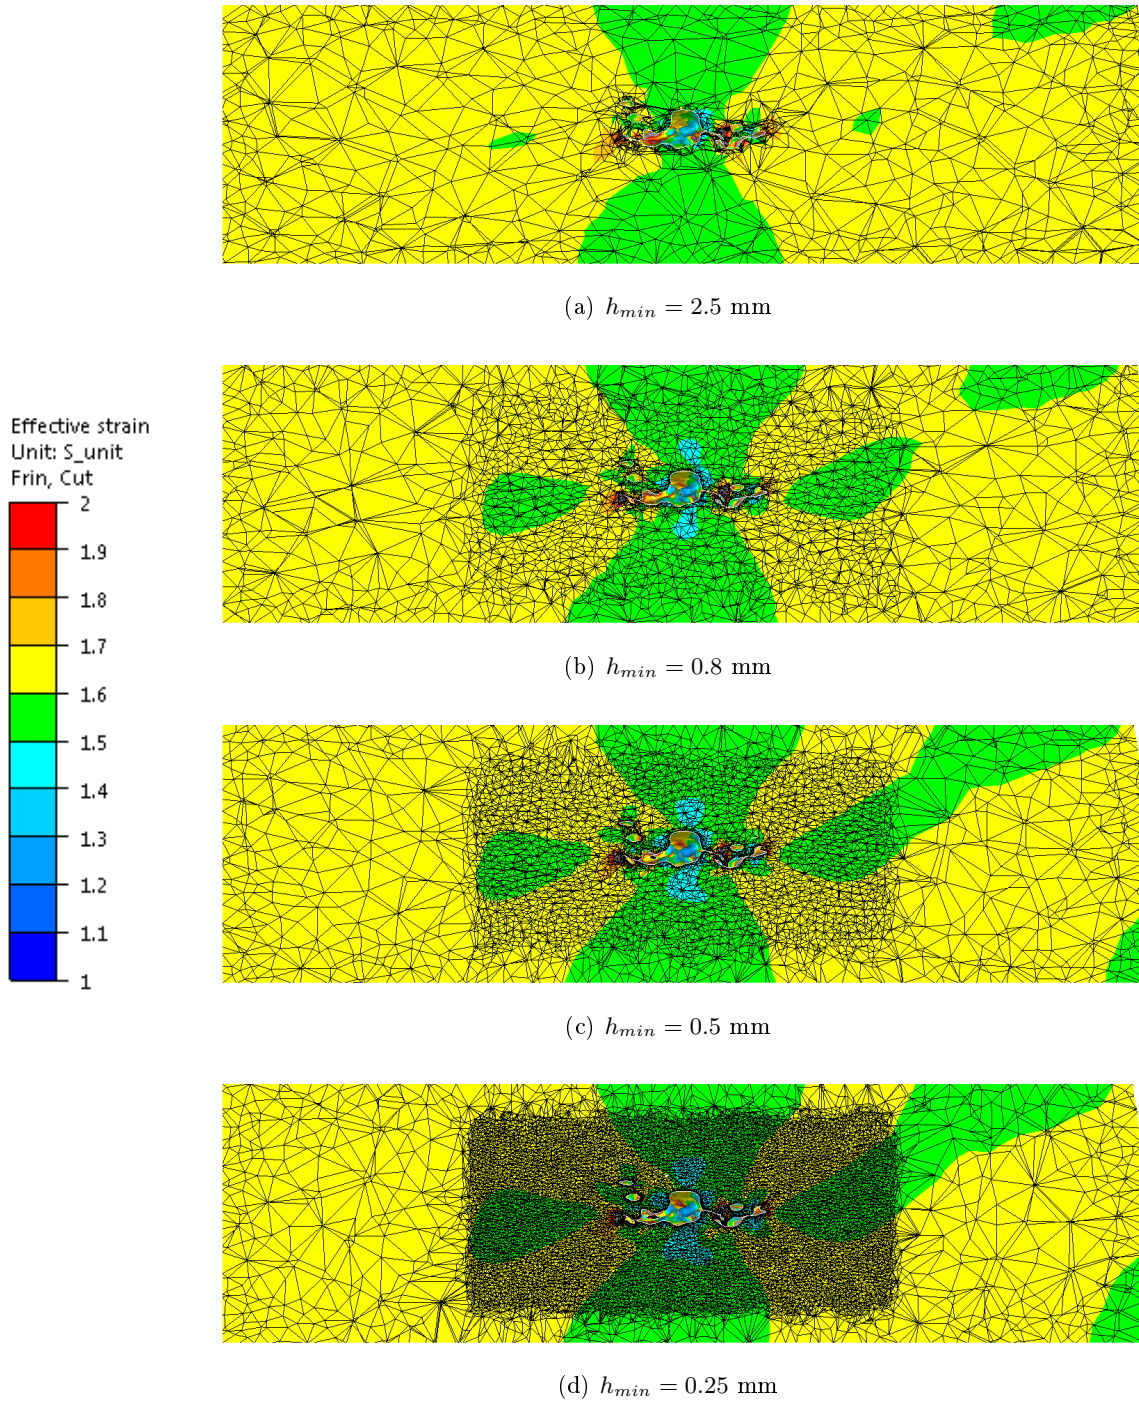 (a) h_min = 2.5 mm
Effective strain
Unit: S_unit
Frin, Cut
2
1.9
1.8
1.7
1.6
1.5
1.4
1.3
1.2
1.1
1
(b) h_min = 0.8 mm
(c) h_min = 0.5 mm
(d) h_min = 0.25 mm